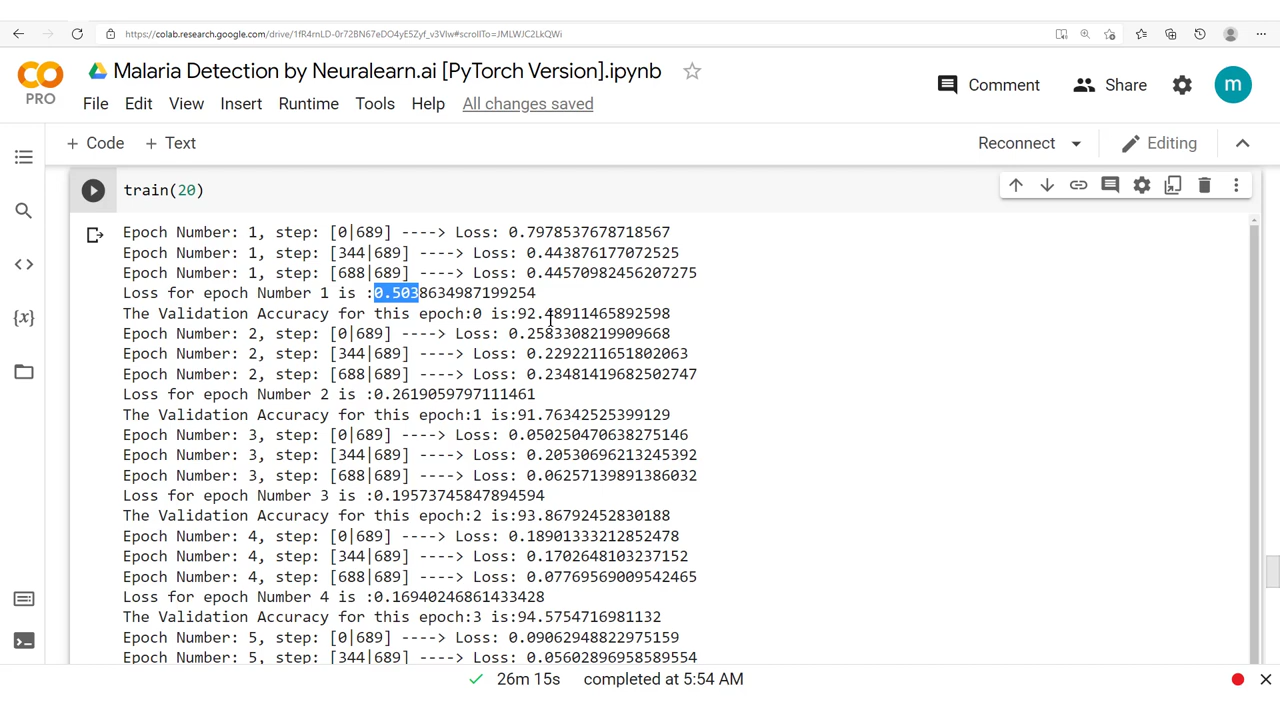 https://colab.research.google.com/drive/1fR4rnLD-0r72BN67eDO4yE5Zyf_v3VIw#scrollTo=JMLWJC2LkQWi
Malaria Detection by Neuralearn.ai [PyTorch Version].ipynb
PRO
File Edit View Insert Runtime Tools Help All changes saved
Comment Share m
+ Code + Text Reconnect Editing
train(20)
Epoch Number: 1, step: [0|689] ----> Loss: 0.7978537678718567
Epoch Number: 1, step: [344|689] ----> Loss: 0.443876177072525
Epoch Number: 1, step: [688|689] ----> Loss: 0.44570982456207275
Loss for epoch Number 1 is :0.5038634987199254
The Validation Accuracy for this epoch:0 is:92.48911465892598
Epoch Number: 2, step: [0|689] ----> Loss: 0.2583308219909668
Epoch Number: 2, step: [344|689] ----> Loss: 0.2292211651802063
Epoch Number: 2, step: [688|689] ----> Loss: 0.23481419682502747
Loss for epoch Number 2 is :0.2619059797111461
The Validation Accuracy for this epoch:1 is:91.76342525399129
Epoch Number: 3, step: [0|689] ----> Loss: 0.050250470638275146
Epoch Number: 3, step: [344|689] ----> Loss: 0.20530696213245392
Epoch Number: 3, step: [688|689] ----> Loss: 0.06257139891386032
Loss for epoch Number 3 is :0.19573745847894594
The Validation Accuracy for this epoch:2 is:93.86792452830188
Epoch Number: 4, step: [0|689] ----> Loss: 0.18901333212852478
Epoch Number: 4, step: [344|689] ----> Loss: 0.1702648103237152
Epoch Number: 4, step: [688|689] ----> Loss: 0.07769569009542465
Loss for epoch Number 4 is :0.16940246861433428
The Validation Accuracy for this epoch:3 is:94.5754716981132
Epoch Number: 5, step: [0|689] ----> Loss: 0.09062948822975159
Epoch Number: 5, step: [344|689] ----> Loss: 0.05602896958589554
26m 15s completed at 5:54 AM